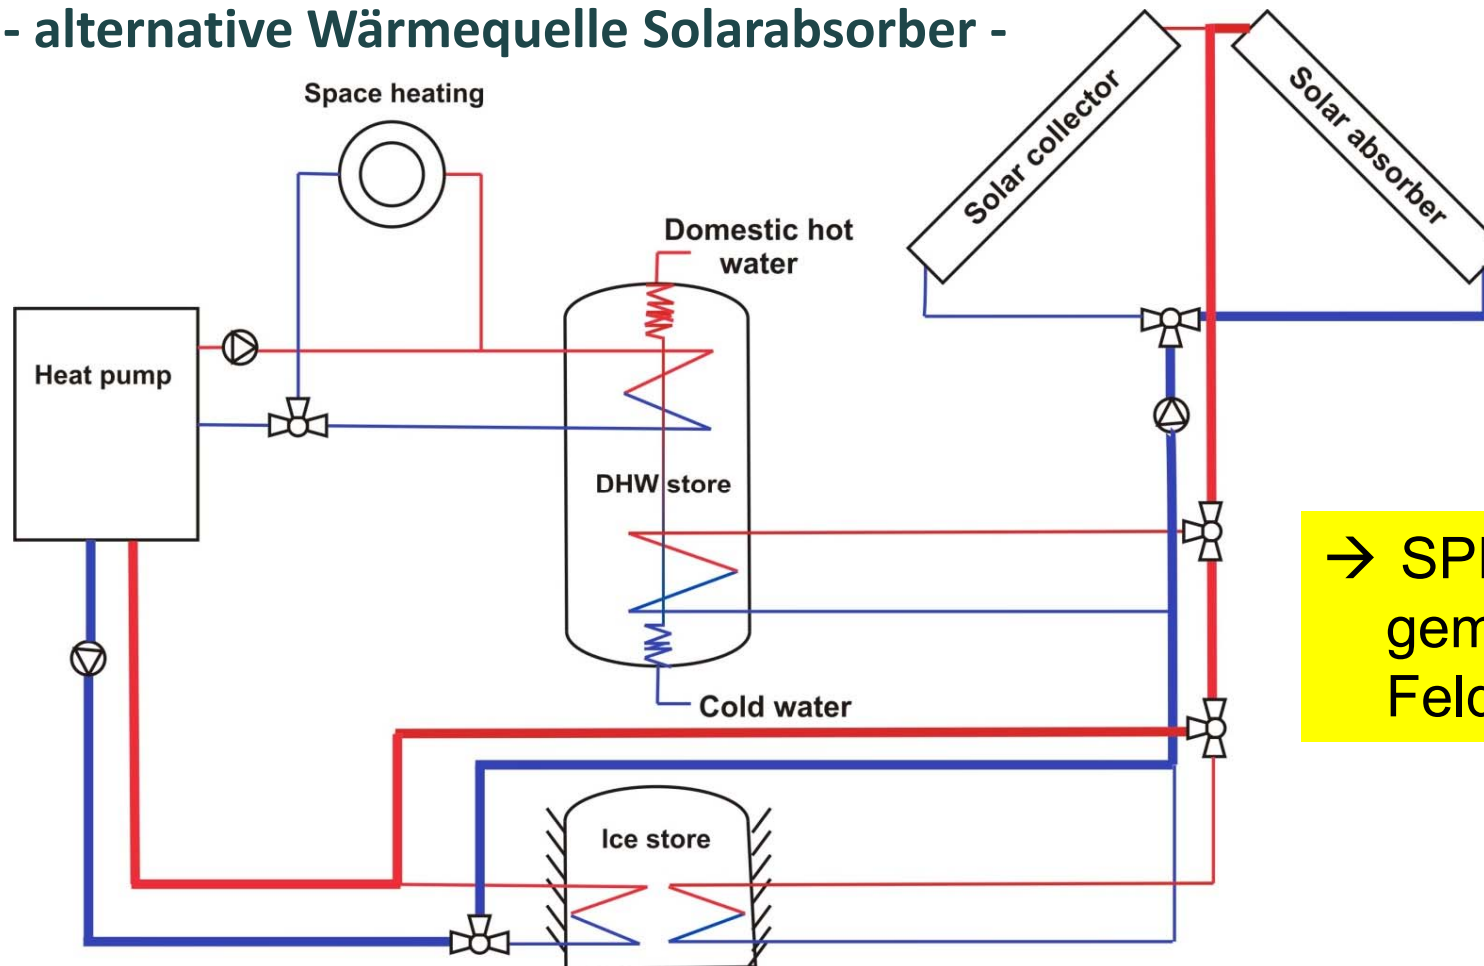 - alternative Wärmequelle Solarabsorber -
Space heating
Solar collector
Solar absorber
Domestic hot
water
Heat pump
DHW store
→
Cold water
Ice store